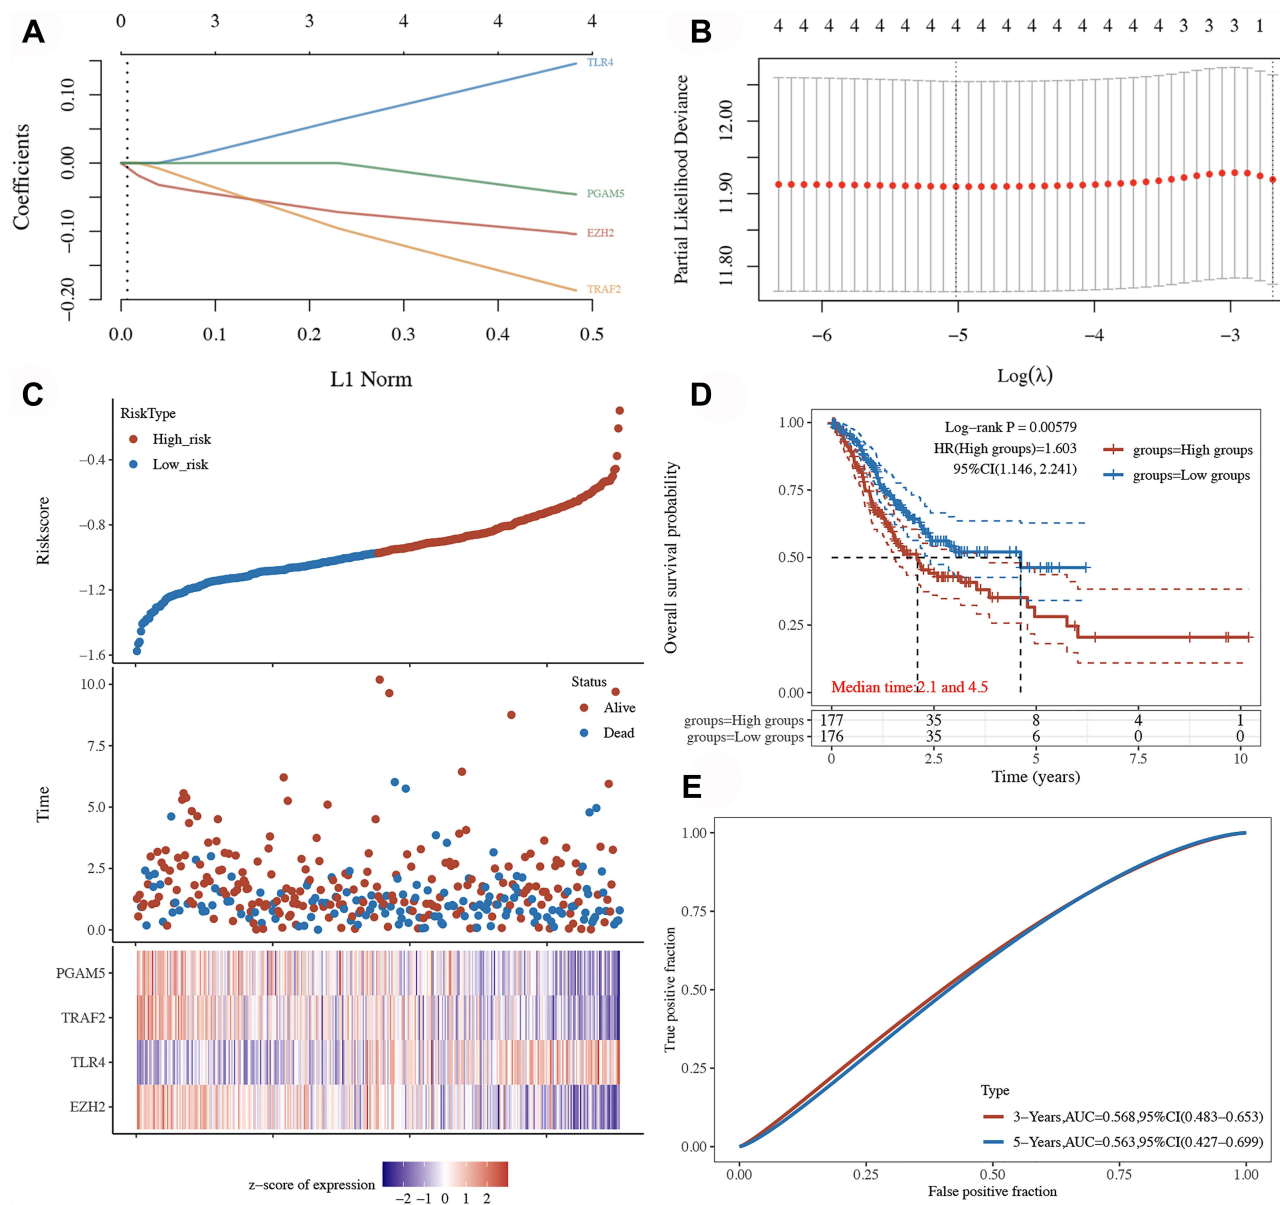 A
0 3 3 4 4
Coefficients
0.10
0.00
−0.10
−0.20
TLR4
PGAM5
EZH2
TRAF2
0.0 0.1 0.2 0.3 0.4 0.5
L1 Norm
B
4 4 4 4 4 4 4 4 4 4 4 4 4 4 4 4 3 3 3 1
Partial Likelihood Deviance
12.00
11.90
11.80
−6 −5 −4 −3
Log(λ)
C
RiskType
High_risk
Low_risk
Riskscore
−0.4
−0.8
−1.2
−1.6
Time
10.0
7.5
5.0
2.5
0.0
Status
Alive
Dead
PGAM5
TRAF2
TLR4
EZH2
z−score of expression
−2 −1 0 1 2
D
Overall survival probability
1.00
0.75
0.50
0.25
0.00
Log−rank P = 0.00579
HR(High groups)=1.603
95%CI(1.146, 2.241)
groups=High groups
groups=Low groups
Median time:2.1 and 4.5
groups=High groups 177 35 8 4 1
groups=Low groups 176 35 6 0 0
0 2.5 5 7.5 10
Time (years)
E
True positive fraction
1.00
0.75
0.50
0.25
0.00
Type
3−Years,AUC=0.568,95%CI(0.483−0.653)
5−Years,AUC=0.563,95%CI(0.427−0.699)
0.00 0.25 0.50 0.75 1.00
False positive fraction